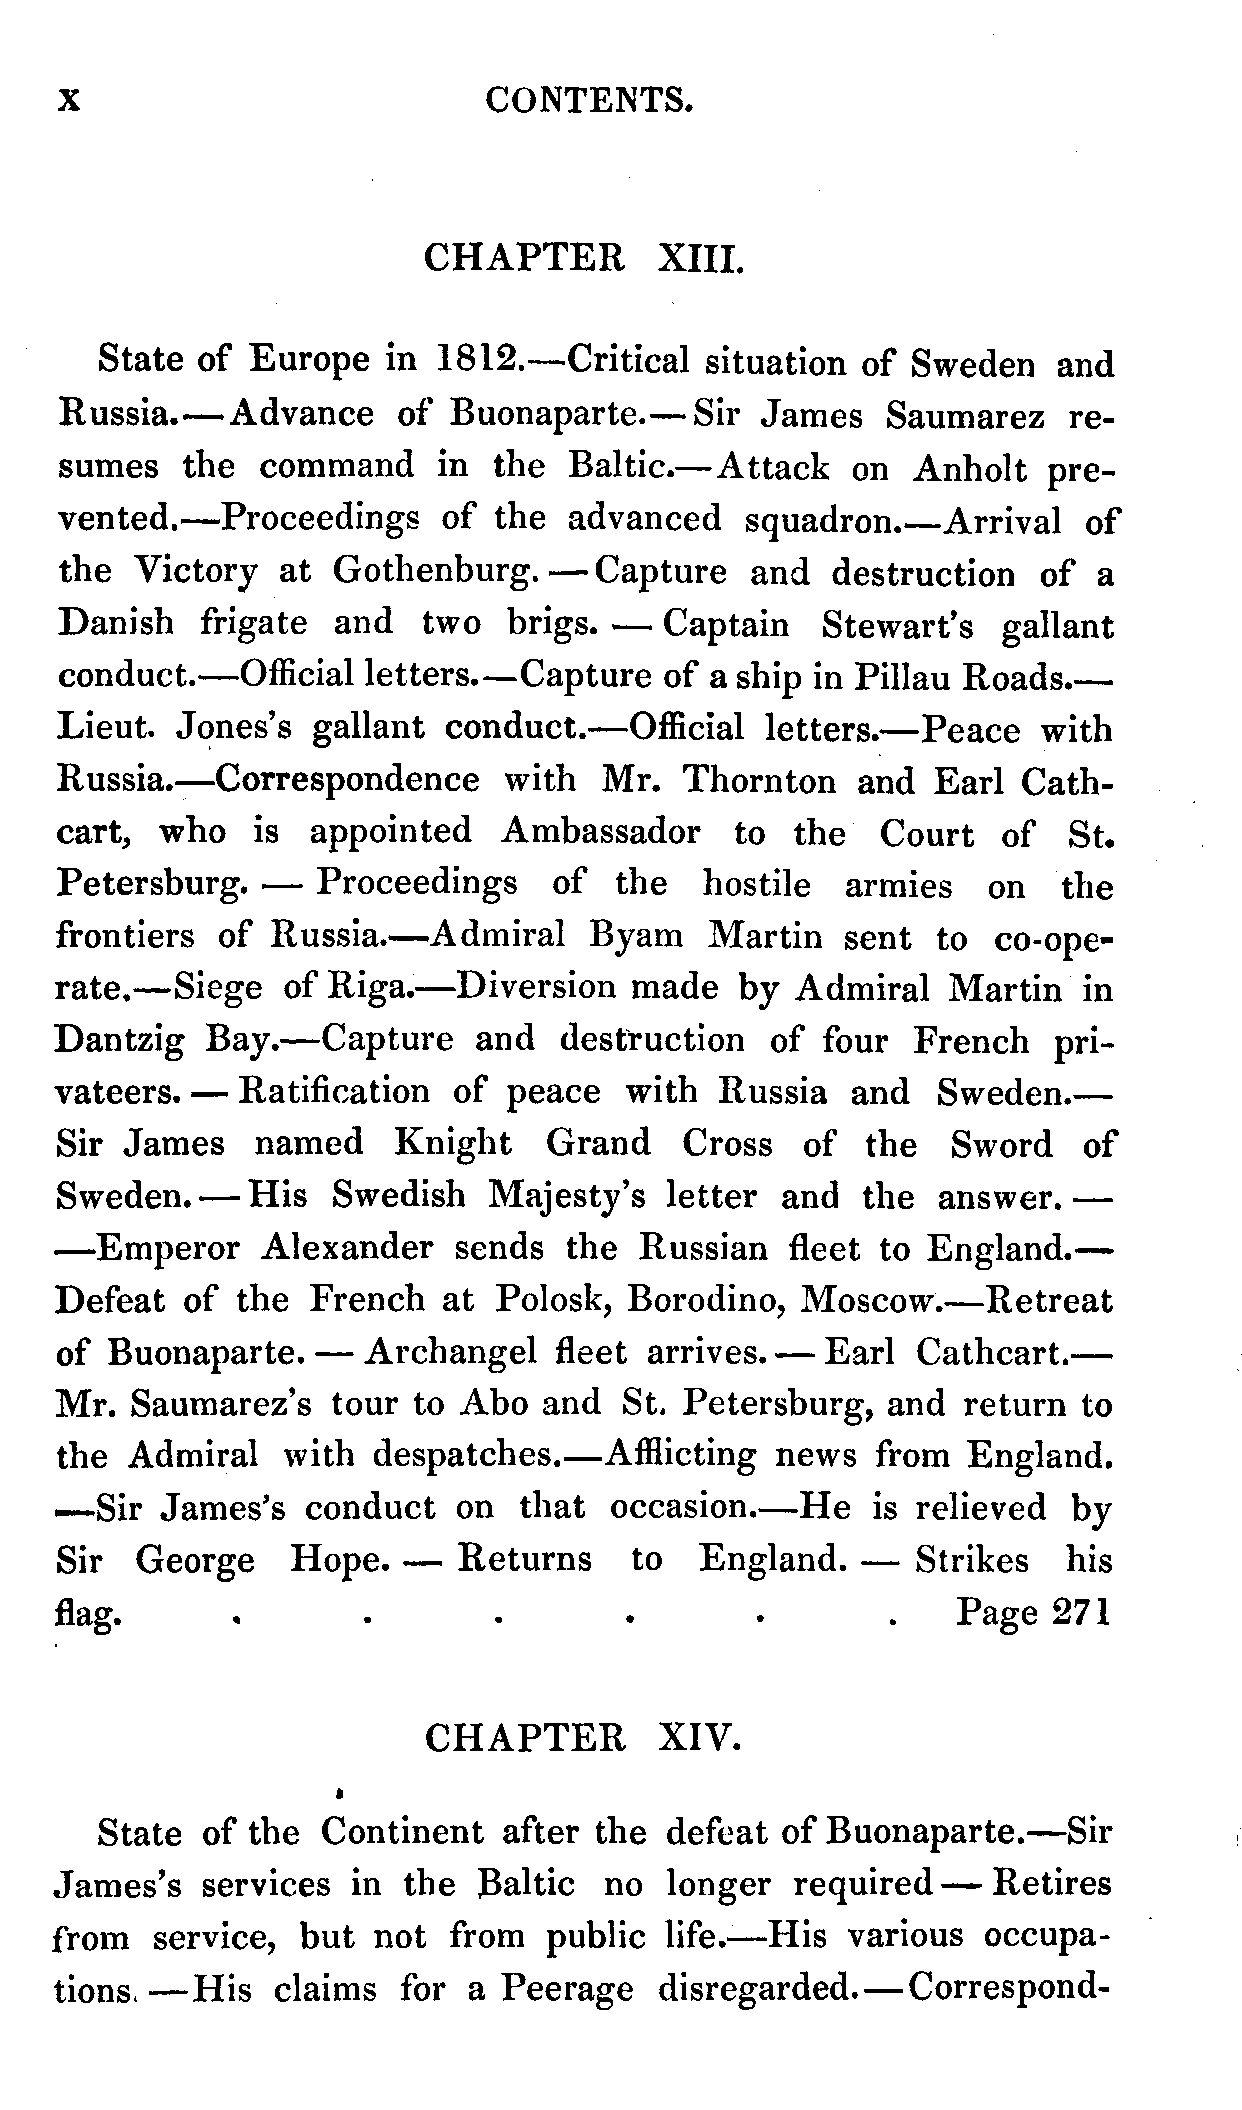 x CONTENTS.
CHAPTER XIII.
State of Europe in 1812.—Critical situation of Sweden and
Russia.—Advance of Buonaparte.—Sir James Saumarez re-
sumes the command in the Baltic.—Attack on Anholt pre-
vented.—Proceedings of the advanced squadron.—Arrival of
the Victory at Gothenburg.—Capture and destruction of a
Danish frigate and two brigs. — Captain Stewart's gallant
conduct.—Official letters.—Capture of a ship in Pillau Roads.—
Lieut. Jones's gallant conduct.—Official letters.—Peace with
Russia.—Correspondence with Mr. Thornton and Earl Cath-
cart, who is appointed Ambassador to the Court of St.
Petersburg. — Proceedings of the hostile armies on the
frontiers of Russia.—Admiral Byam Martin sent to co-ope-
rate.—Siege of Riga.—Diversion made by Admiral Martin in
Dantzig Bay.—Capture and destruction of four French pri-
vateers. — Ratification of peace with Russia and Sweden.—
Sir James named Knight Grand Cross of the Sword of
Sweden.—His Swedish Majesty's letter and the answer. —
—Emperor Alexander sends the Russian fleet to England.—
Defeat of the French at Polosk, Borodino, Moscow.—Retreat
of Buonaparte. — Archangel fleet arrives. — Earl Cathcart.—
Mr. Saumarez's tour to Abo and St. Petersburg, and return to
the Admiral with despatches.—Afflicting news from England.
—Sir James's conduct on that occasion.—He is relieved by
Sir George Hope. — Returns to England. — Strikes his
flag. . . . . . . Page 271
CHAPTER XIV.
State of the Continent after the defeat of Buonaparte.—Sir
James's services in the Baltic no longer required — Retires
from service, but not from public life.—His various occupa-
tions. —His claims for a Peerage disregarded.—Correspond-